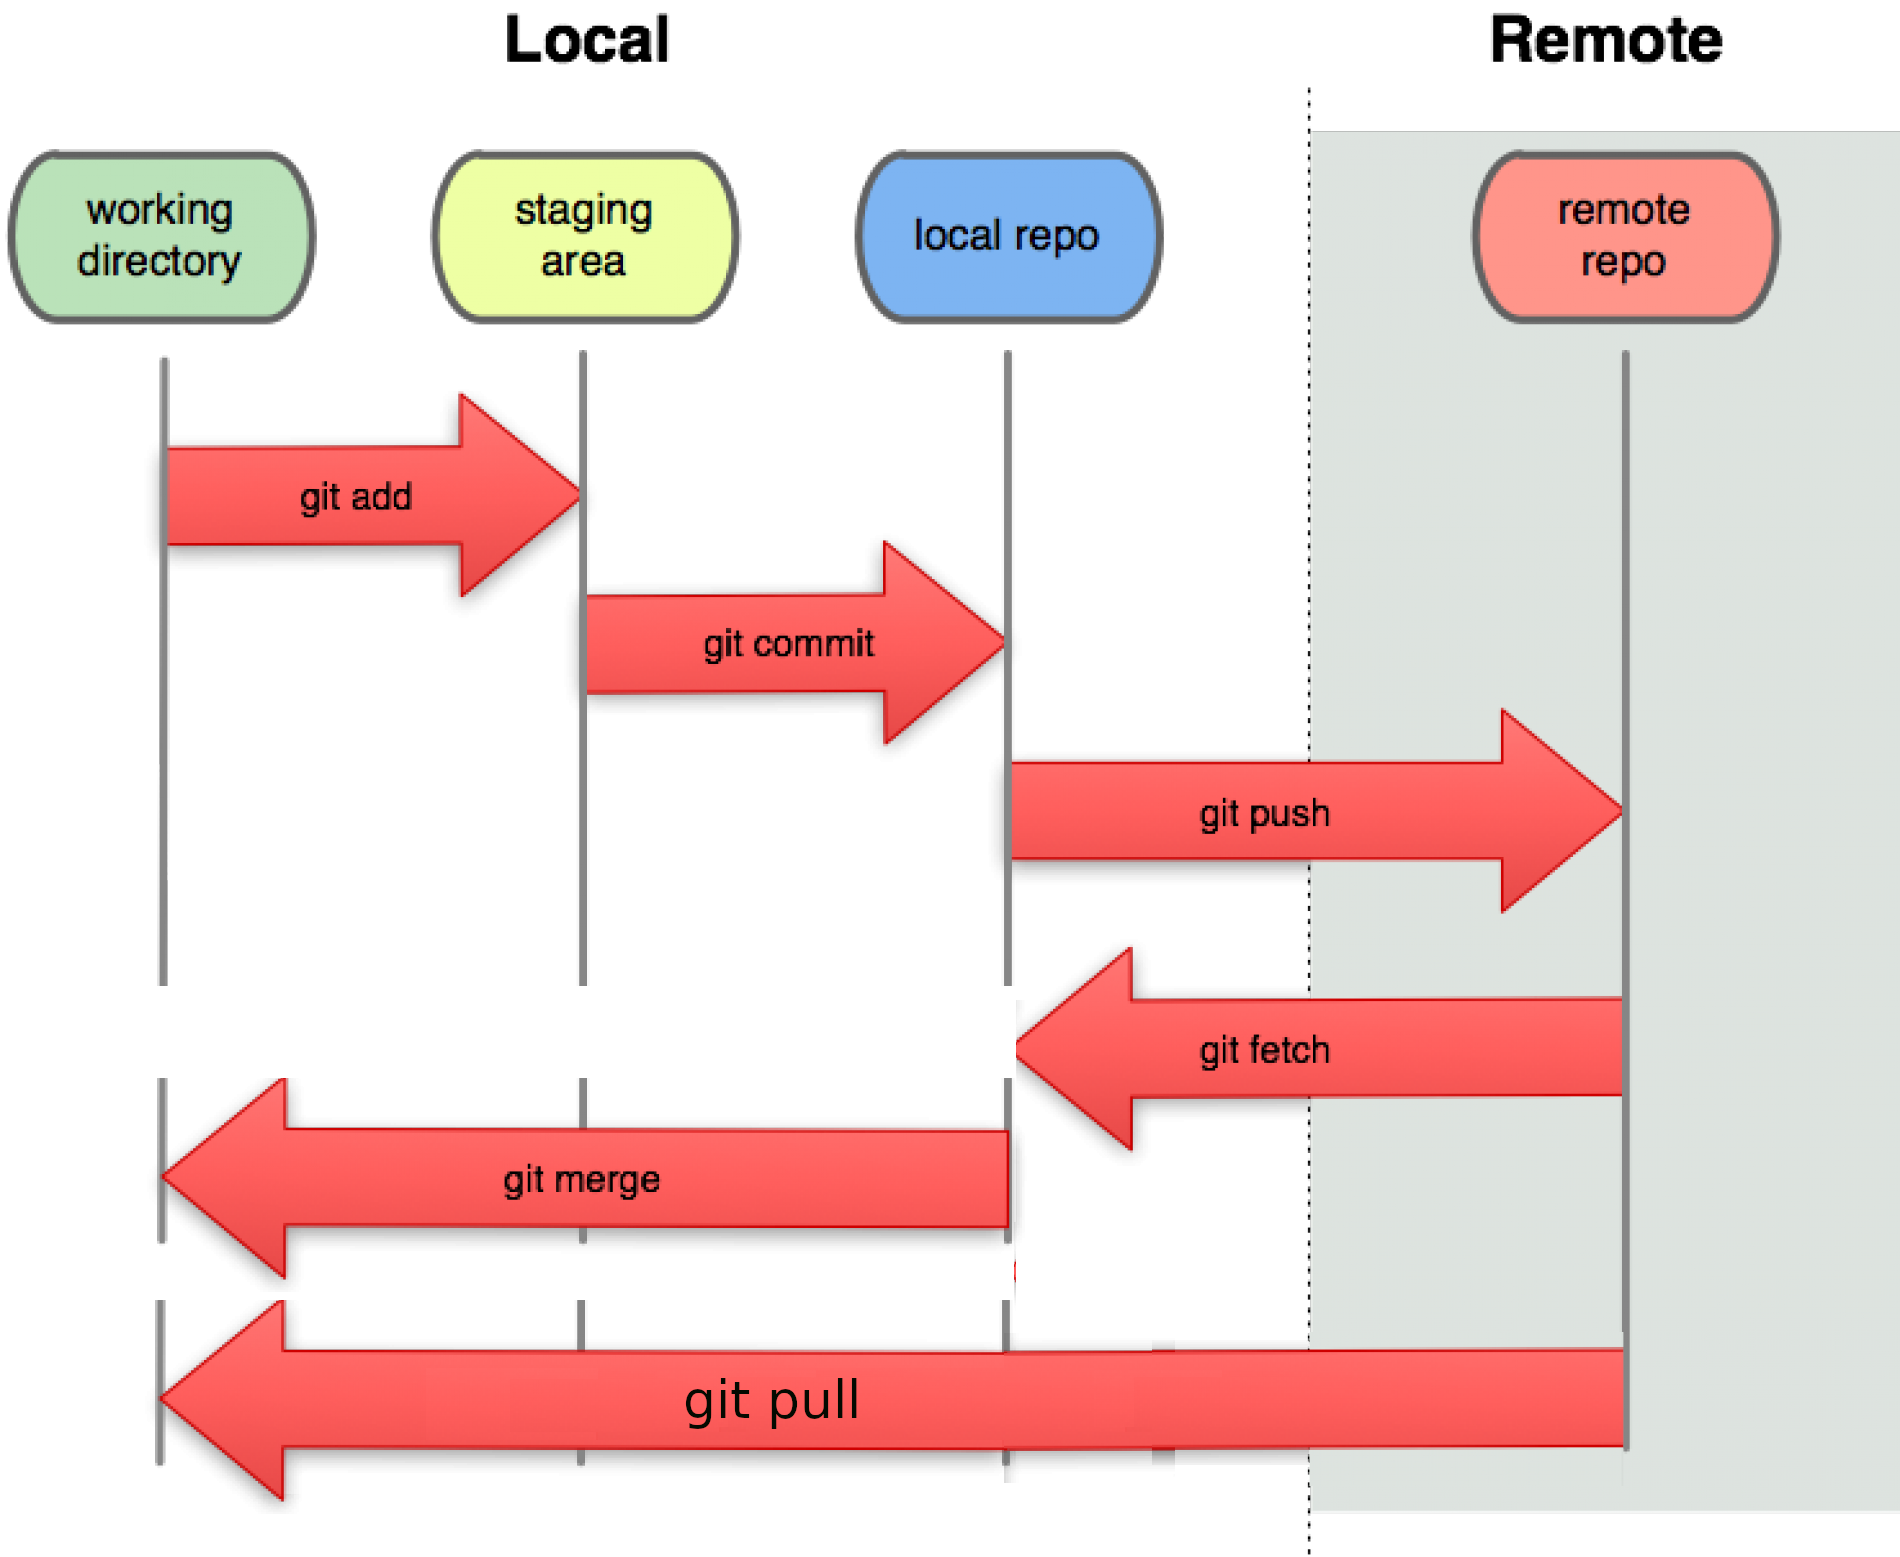 Local
Remote
working
directory
staging
area
local repo
remote
repo
git add
git commit
git push
git fetch
git merge
git pull